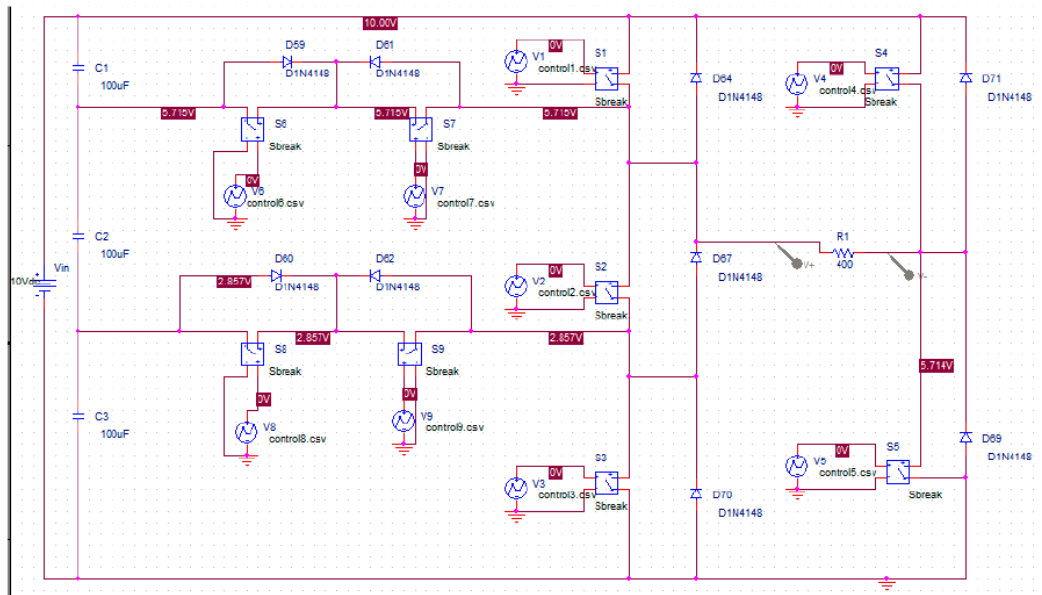 10.00V
C1
100uF
D59
D1N4148
D61
D1N4148
V1
0V
control1.csv
S1
Sbreak
D64
D1N4148
V4
0V
control4.csv
S4
Sbreak
D71
D1N4148
5.715V
S6
Sbreak
5.715V
S7
Sbreak
5.715V
V6
0V
control6.csv
V7
0V
control7.csv
C2
100uF
Vin
10Vdc
D60
D1N4148
D62
D1N4148
2.857V
V2
0V
control2.csv
S2
Sbreak
D67
D1N4148
R1
400
V+
V-
2.857V
2.857V
S8
Sbreak
S9
Sbreak
5.714V
V8
0V
control8.csv
V9
0V
control9.csv
C3
100uF
V3
0V
control3.csv
S3
Sbreak
D70
D1N4148
V5
0V
control5.csv
S5
Sbreak
D69
D1N4148